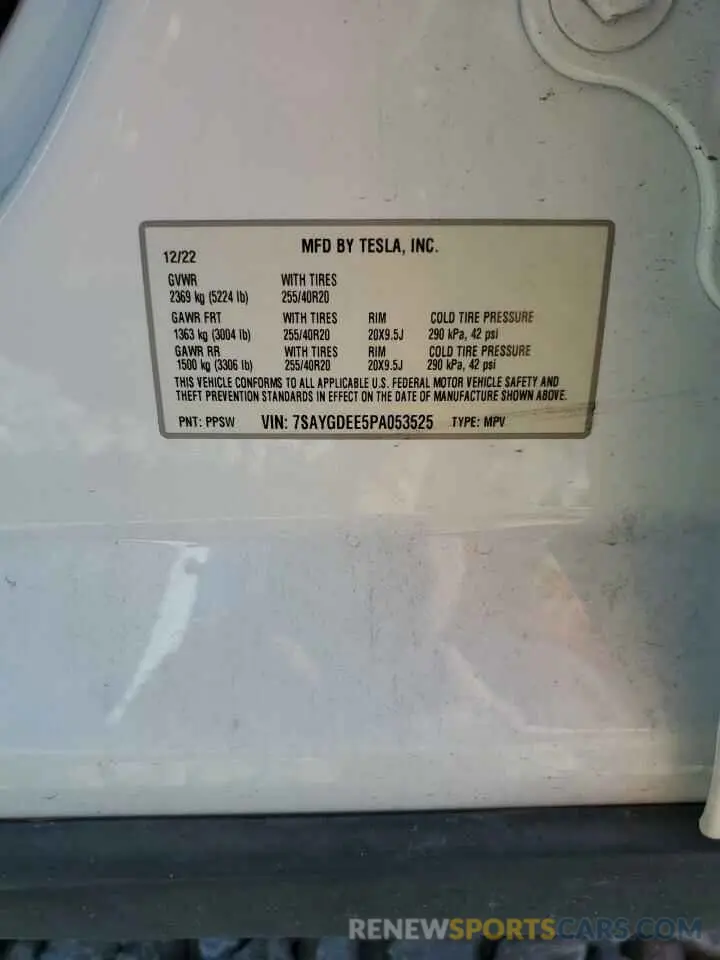 MFD BY TESLA, INC.
12/22
GVWR WITH TIRES
2369 kg (5224 lb) 255/40R20
GAWR FRT WITH TIRES RIM COLD TIRE PRESSURE
1363 kg (3004 lb) 255/40R20 20X9.5J 290 kPa, 42 psi
GAWR RR WITH TIRES RIM COLD TIRE PRESSURE
1500 kg (3306 lb) 255/40R20 20X9.5J 290 kPa, 42 psi
THIS VEHICLE CONFORMS TO ALL APPLICABLE U.S. FEDERAL MOTOR VEHICLE SAFETY AND
THEFT PREVENTION STANDARDS IN EFFECT ON THE DATE OF MANUFACTURE SHOWN ABOVE.
PNT: PPSW VIN: 7SAYGDEE5PA053525 TYPE: MPV
RENEWSPORTSCARS.COM